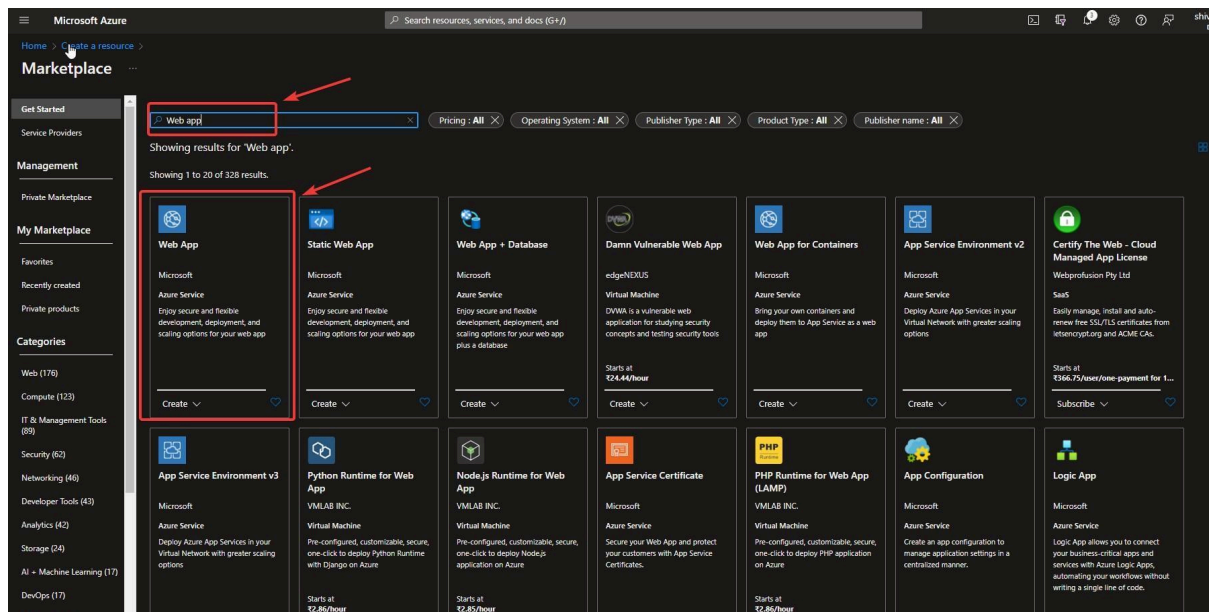 Microsoft Azure
Search resources, services, and docs (G+/)
Home > Create a resource >
Marketplace ...
Get Started
Service Providers
Management
Private Marketplace
My Marketplace
Favorites
Recently created
Private products
Categories
Web (176)
Compute (123)
IT & Management Tools
(89)
Security (62)
Networking (46)
Developer Tools (43)
Analytics (42)
Storage (24)
AI + Machine Learning (17)
DevOps (17)
Web app
Pricing : All
Operating System : All
Publisher Type : All
Product Type : All
Publisher name : All
Showing results for 'Web app'.
Showing 1 to 20 of 328 results.
Web App
Microsoft
Azure Service
Enjoy secure and flexible
development, deployment, and
scaling options for your web app
Create
Static Web App
Microsoft
Azure Service
Enjoy secure and flexible
development, deployment, and
scaling options for your web app
Create
Web App + Database
Microsoft
Azure Service
Enjoy secure and flexible
development, deployment, and
scaling options for your web app
plus a database
Create
DVWA
Damn Vulnerable Web App
edgeNEXUS
Virtual Machine
DVWA is a vulnerable web
application for studying security
concepts and testing security tools
Starts at
₹24.44/hour
Create
Web App for Containers
Microsoft
Azure Service
Bring your own containers and
deploy them to App Service as a web
app
Create
App Service Environment v2
Microsoft
Azure Service
Deploy Azure App Services in your
Virtual Network with greater scaling
options
Create
Certify The Web - Cloud
Managed App License
Webprofusion Pty Ltd
SaaS
Easily manage, install and auto-
renew free SSL/TLS certificates from
letsencrypt.org and ACME CAs.
Starts at
₹366.75/user/one-payment for 1...
Subscribe
App Service Environment v3
Microsoft
Azure Service
Deploy Azure App Services in your
Virtual Network with greater scaling
options
Python Runtime for Web
App
VMLAB INC.
Virtual Machine
Pre-configured, customizable, secure,
one-click to deploy Python Runtime
with Django on Azure
Starts at
₹2.86/hour
Node.js Runtime for Web
App
VMLAB INC.
Virtual Machine
Pre-configured, customizable, secure,
one-click to deploy Node.js
application on Azure
Starts at
₹2.85/hour
App Service Certificate
Microsoft
Azure Service
Secure your Web App and protect
your customers with App Service
Certificates.
PHP
Runtime
PHP Runtime for Web App
(LAMP)
VMLAB INC.
Virtual Machine
Pre-configured, customizable, secure,
one-click to deploy PHP application
on Azure
Starts at
₹2.86/hour
App Configuration
Microsoft
Azure Service
Create an app configuration to
manage application settings in a
centralized manner.
Logic App
Microsoft
Azure Service
Logic App allows you to connect
your business-critical apps and
services with Azure Logic Apps,
automating your workflows without
writing a single line of code.